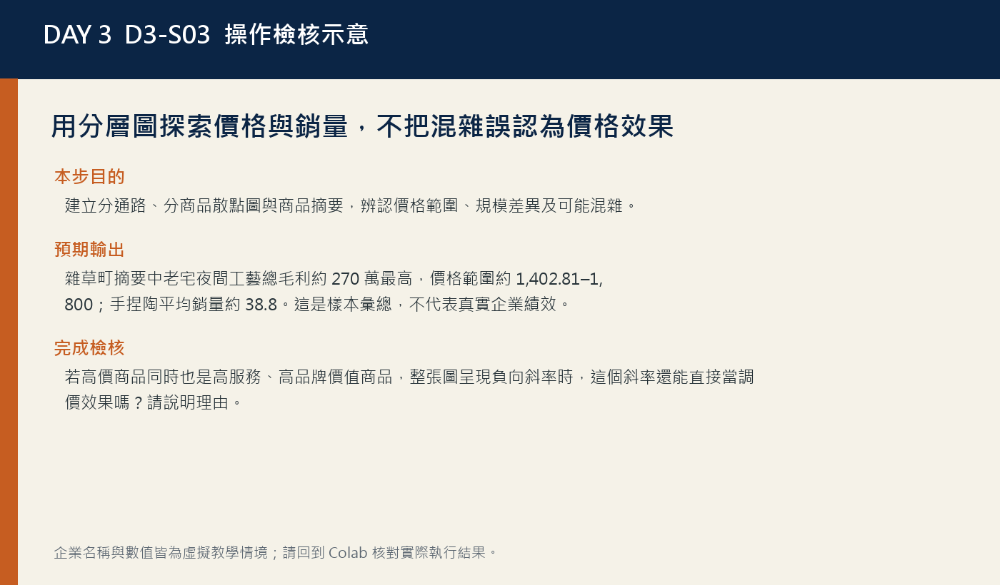 DAY 3 D3-S03 操作檢核示意
用分層圖探索價格與銷量，不把混雜誤認為價格效果
本步目的
建立分通路、分商品散點圖與商品摘要，辨認價格範圍、規模差異及可能混雜。
預期輸出
雜草町摘要中老宅夜間工藝總毛利約 270 萬最高，價格範圍約 1,402.81–1,
800；手捏陶平均銷量約 38.8。這是樣本彙總，不代表真實企業績效。
完成檢核
若高價商品同時也是高服務、高品牌價值商品，整張圖呈現負向斜率時，這個斜率還能直接當調
價效果嗎？請說明理由。
企業名稱與數值皆為虛擬教學情境；請回到 Colab 核對實際執行結果。